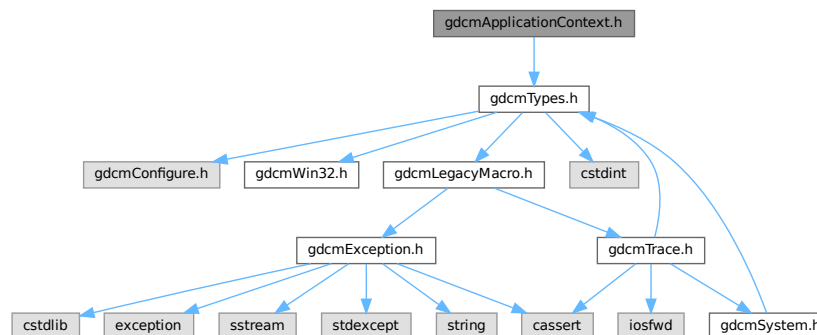 gdcmApplicationContext.h
gdcmTypes.h
gdcmConfigure.h
gdcmWin32.h
gdcmLegacyMacro.h
cstdint
gdcmException.h
gdcmTrace.h
cstdlib
exception
sstream
stdexcept
string
cassert
iosfwd
gdcmSystem.h